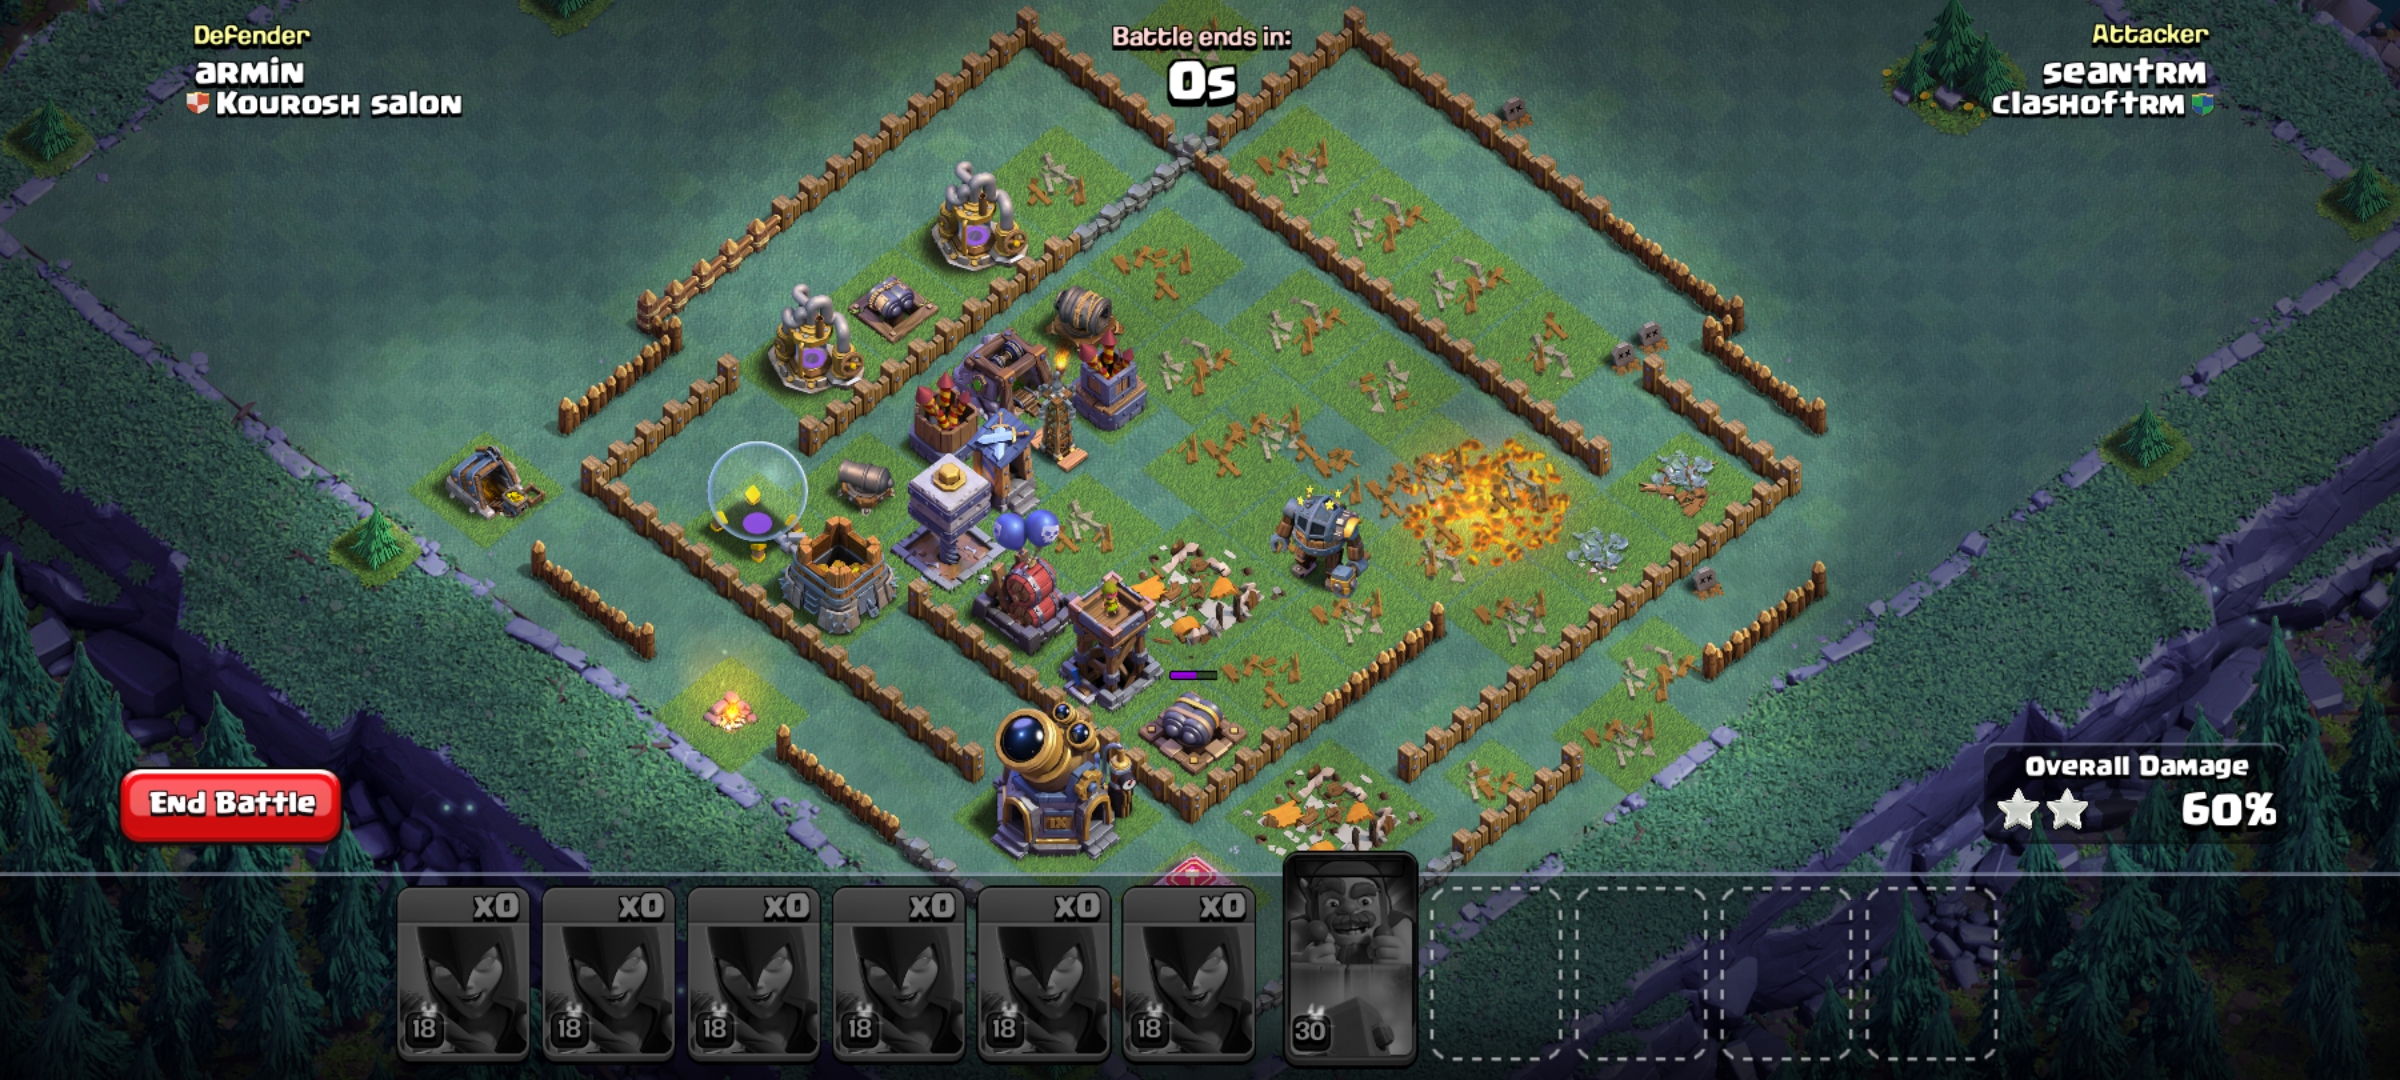 Defender
armin
Kourosh salon
Battle ends in:
0s
Attacker
seantRM
clashoftRM
End Battle
Overall Damage
60%
x0
x0
x0
x0
x0
x0
18
18
18
18
18
18
30